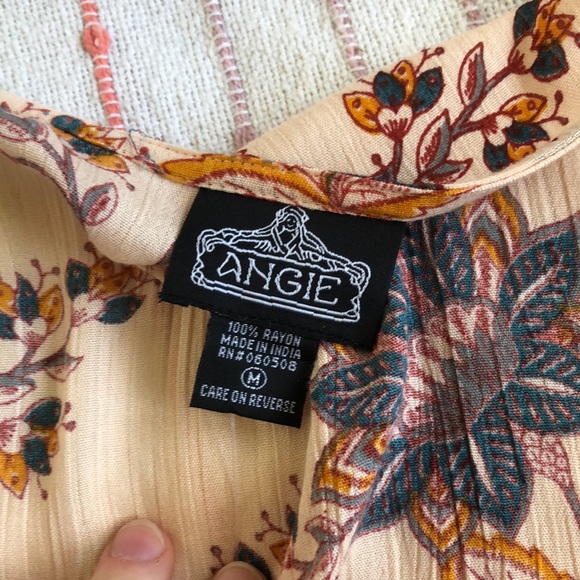 ANGIE
100% RAYON
MADE IN INDIA
RN#060508
M
CARE ON REVERSE